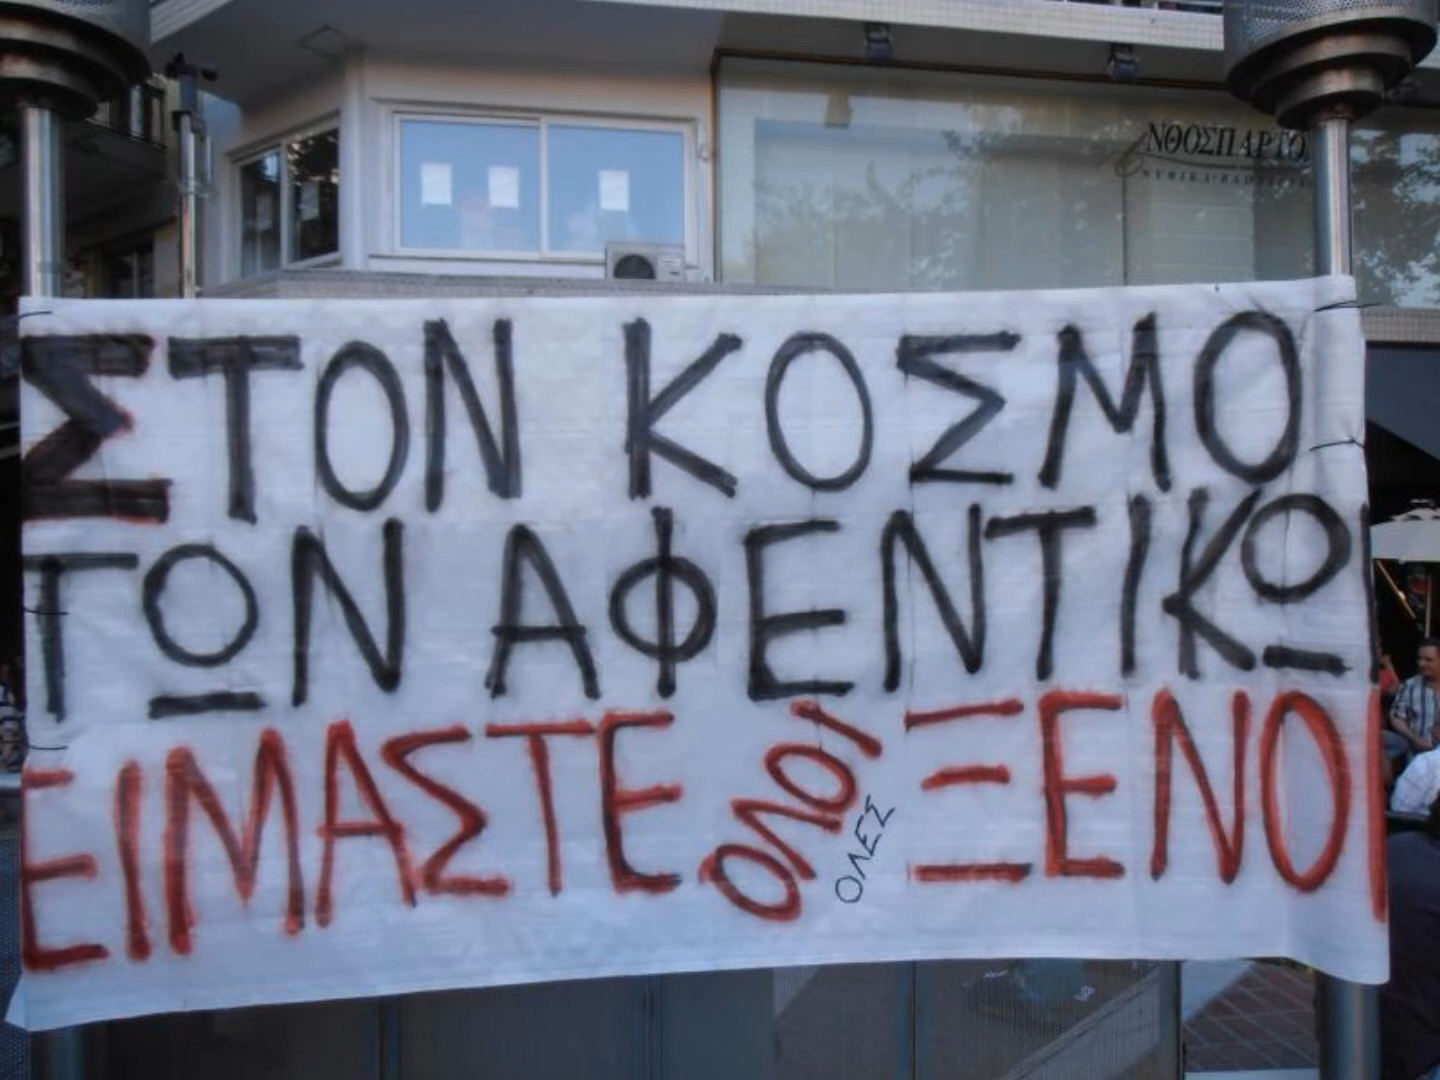 ΝΘΟΣΠΑΡΤΟ
ΣΤΟΝ ΚΟΣΜΟ
ΤΩΝ ΑΦΕΝΤΙΚΩΝ
ΕΙΜΑΣΤΕ ΟΛΟΙ ΞΕΝΟΙ
ΟΛΕΣ